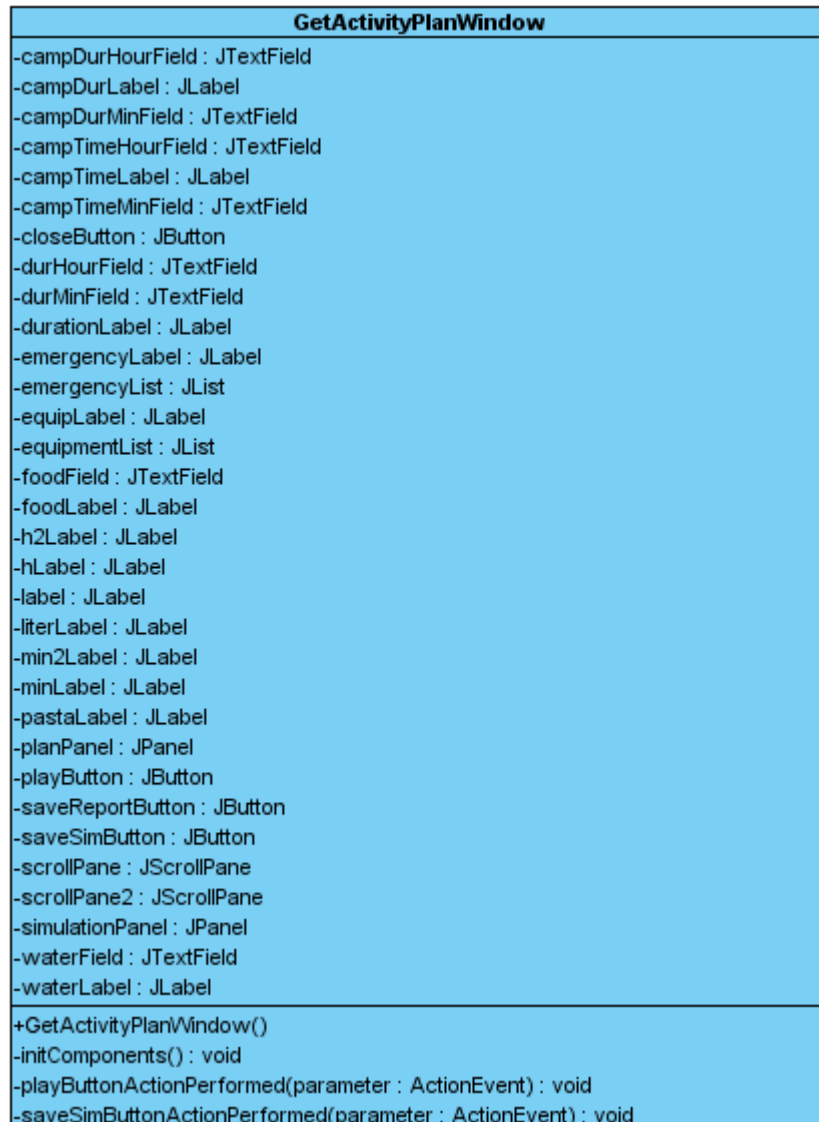 GetActivityPlanWindow
-campDurHourField : JTextField
-campDurLabel : JLabel
-campDurMinField : JTextField
-campTimeHourField : JTextField
-campTimeLabel : JLabel
-campTimeMinField : JTextField
-closeButton : JButton
-durHourField : JTextField
-durMinField : JTextField
-durationLabel : JLabel
-emergencyLabel : JLabel
-emergencyList : JList
-equipLabel : JLabel
-equipmentList : JList
-foodField : JTextField
-foodLabel : JLabel
-h2Label : JLabel
-hLabel : JLabel
-label : JLabel
-literLabel : JLabel
-min2Label : JLabel
-minLabel : JLabel
-pastaLabel : JLabel
-planPanel : JPanel
-playButton : JButton
-saveReportButton : JButton
-saveSimButton : JButton
-scrollPane : JScrollPane
-scrollPane2 : JScrollPane
-simulationPanel : JPanel
-waterField : JTextField
-waterLabel : JLabel
+GetActivityPlanWindow()
-initComponents() : void
-playButtonActionPerformed(parameter : ActionEvent) : void
-saveSimButtonActionPerformed(parameter : ActionEvent) : void